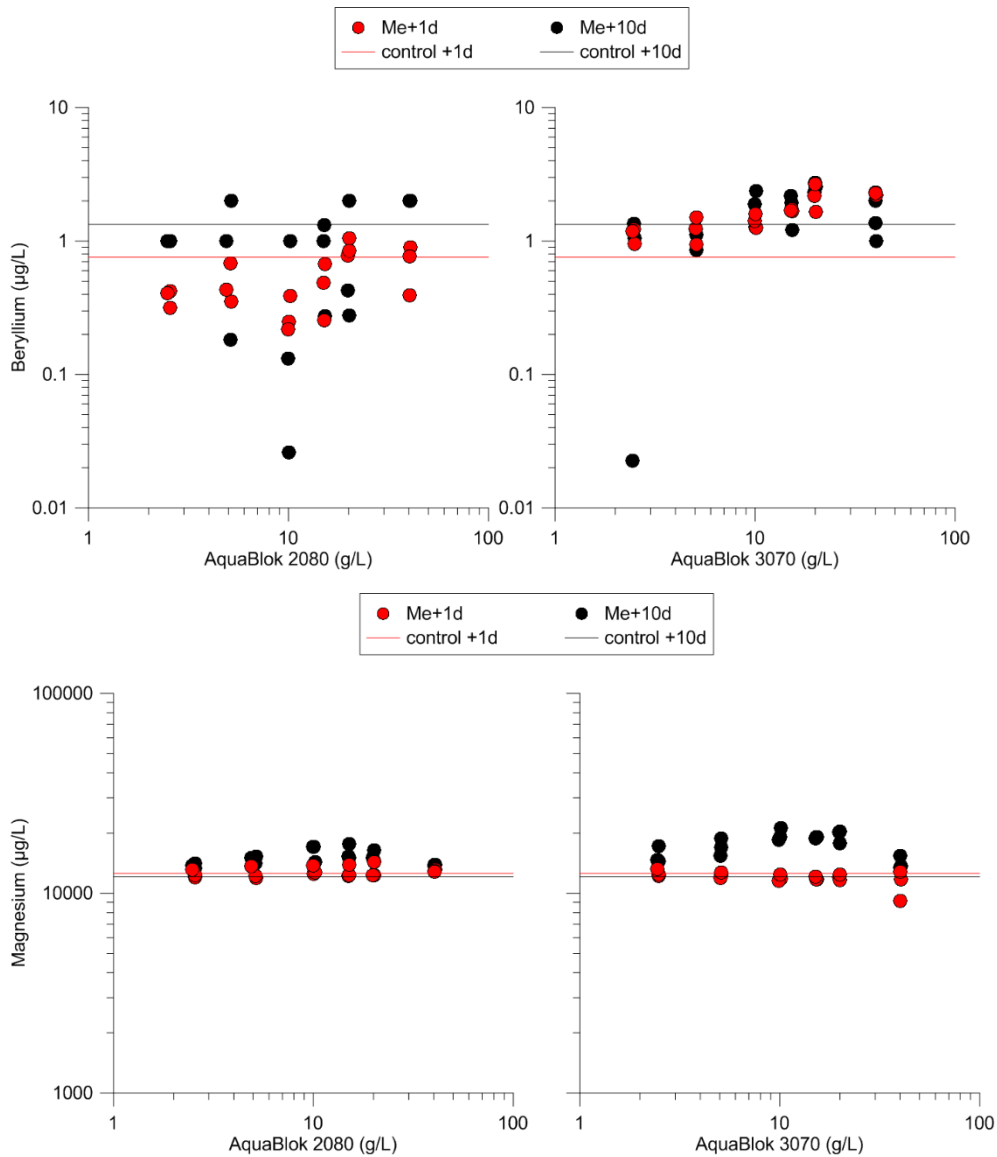 Me+1d
Me+10d
control +1d
control +10d
10
1
0.1
0.01
Beryllium (µg/L)
1
10
100
AquaBlok 2080 (g/L)
10
1
0.1
0.01
1
10
100
AquaBlok 3070 (g/L)
Me+1d
Me+10d
control +1d
control +10d
100000
10000
1000
Magnesium (µg/L)
1
10
100
AquaBlok 2080 (g/L)
1
10
100
AquaBlok 3070 (g/L)